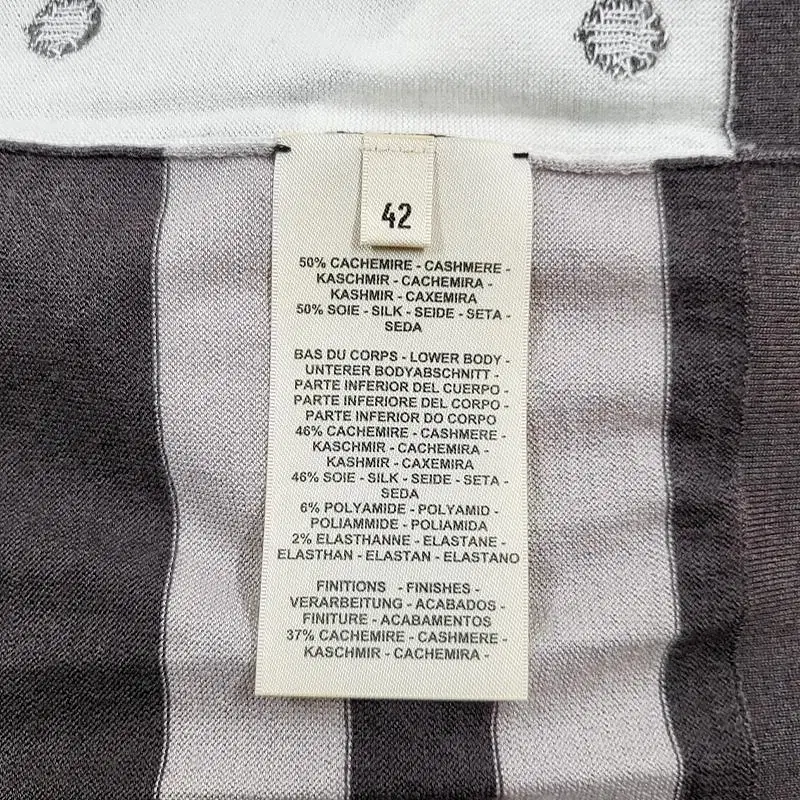 42
50% CACHEMIRE - CASHMERE -
KASCHMIR - CACHEMIRA -
KASHMIR - CAXEMIRA
50% SOIE - SILK - SEIDE - SETA -
SEDA
BAS DU CORPS - LOWER BODY -
UNTERER BODYABSCHNITT -
PARTE INFERIOR DEL CUERPO -
PARTE INFERIORE DEL CORPO -
PARTE INFERIOR DO CORPO
46% CACHEMIRE - CASHMERE -
KASCHMIR - CACHEMIRA -
KASHMIR - CAXEMIRA
46% SOIE - SILK - SEIDE - SETA -
SEDA
6% POLYAMIDE - POLYAMID -
POLIAMMIDE - POLIAMIDA
2% ELASTHANNE - ELASTANE -
ELASTHAN - ELASTAN - ELASTANO
FINITIONS - FINISHES -
VERARBEITUNG - ACABADOS -
FINITURE - ACABAMENTOS
37% CACHEMIRE - CASHMERE -
KASCHMIR - CACHEMIRA -